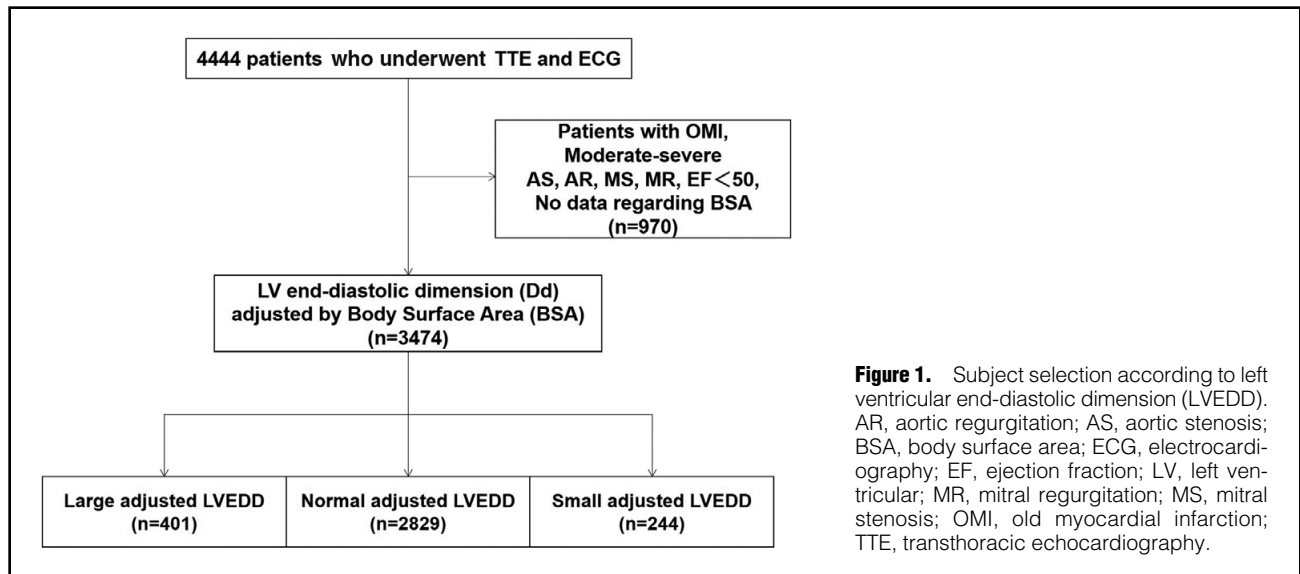 4444 patients who underwent TTE and ECG
Patients with OMI,
Moderate-severe
AS, AR, MS, MR, EF＜50,
No data regarding BSA
(n=970)
LV end-diastolic dimension (Dd)
adjusted by Body Surface Area (BSA)
(n=3474)
Large adjusted LVEDD
(n=401)
Normal adjusted LVEDD
(n=2829)
Small adjusted LVEDD
(n=244)
Figure 1. Subject selection according to left
ventricular end-diastolic dimension (LVEDD).
AR, aortic regurgitation; AS, aortic stenosis;
BSA, body surface area; ECG, electrocardi-
ography; EF, ejection fraction; LV, left ven-
tricular; MR, mitral regurgitation; MS, mitral
stenosis; OMI, old myocardial infarction;
TTE, transthoracic echocardiography.